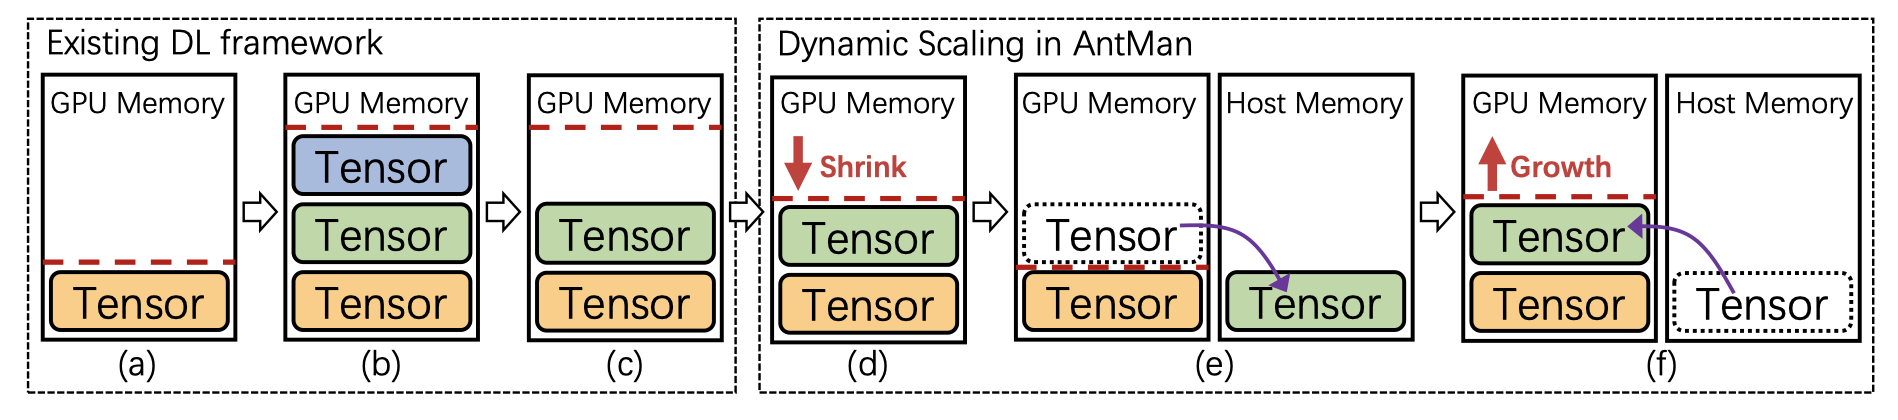 Existing DL framework
GPU Memory
Tensor
(a)
GPU Memory
Tensor
Tensor
Tensor
(b)
GPU Memory
Tensor
Tensor
(c)
Dynamic Scaling in AntMan
GPU Memory
Shrink
Tensor
Tensor
(d)
GPU Memory
Tensor
Tensor
Host Memory
Tensor
(e)
GPU Memory
Growth
Tensor
Tensor
Host Memory
Tensor
(f)